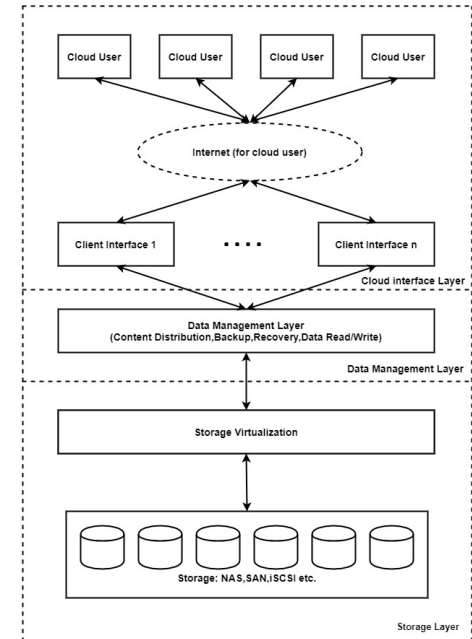 Cloud User
Cloud User
Cloud User
Cloud User
Internet (for cloud user)
Client Interface 1
....
Client Interface n
Cloud interface Layer
Data Management Layer
(Content Distribution,Backup,Recovery,Data Read/Write)
Data Management Layer
Storage Virtualization
Storage: NAS,SAN,iSCSI etc.
Storage Layer